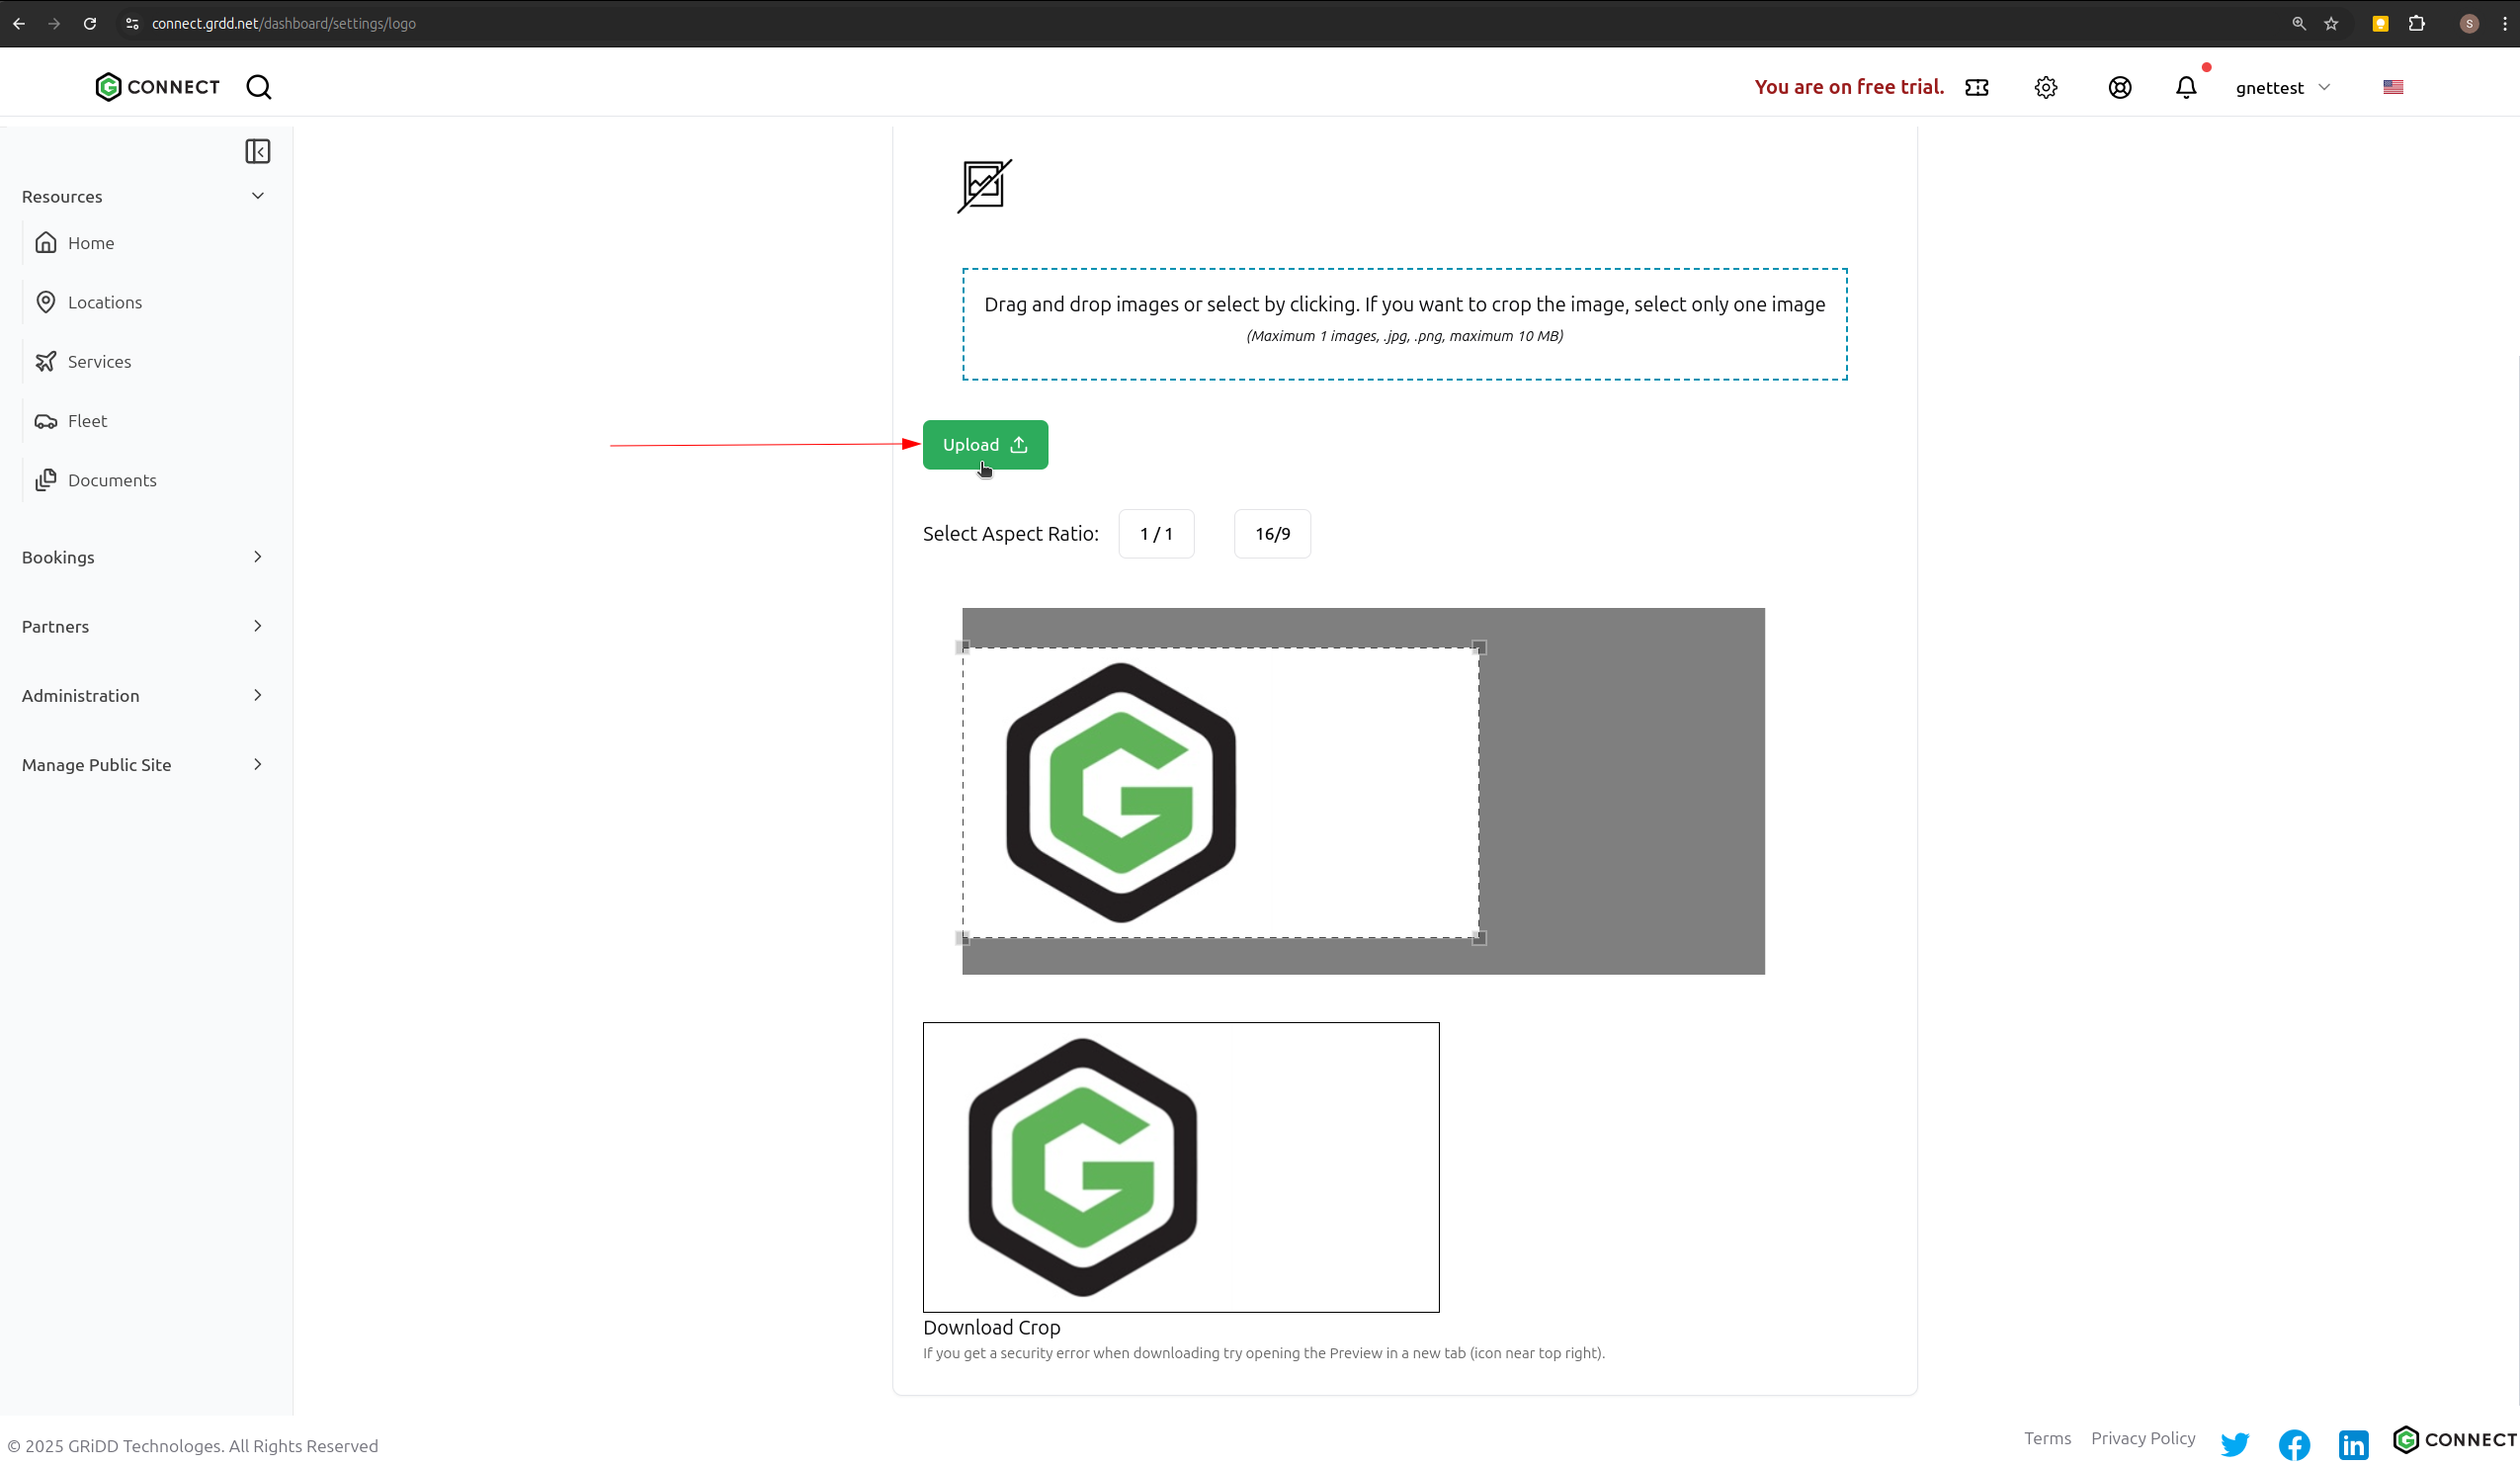 connect.grdd.net/dashboard/settings/logo
S
G CONNECT
You are on free trial.
gnettest
Resources
Home
Locations
Services
Fleet
Documents
Bookings
Partners
Administration
Manage Public Site
Drag and drop images or select by clicking. If you want to crop the image, select only one image
(Maximum 1 images, .jpg, .png, maximum 10 MB)
Upload
Select Aspect Ratio:
1 / 1
16/9
G
G
Download Crop
If you get a security error when downloading try opening the Preview in a new tab (icon near top right).
© 2025 GRiDD Technologes. All Rights Reserved
Terms
Privacy Policy
f
in
G CONNECT